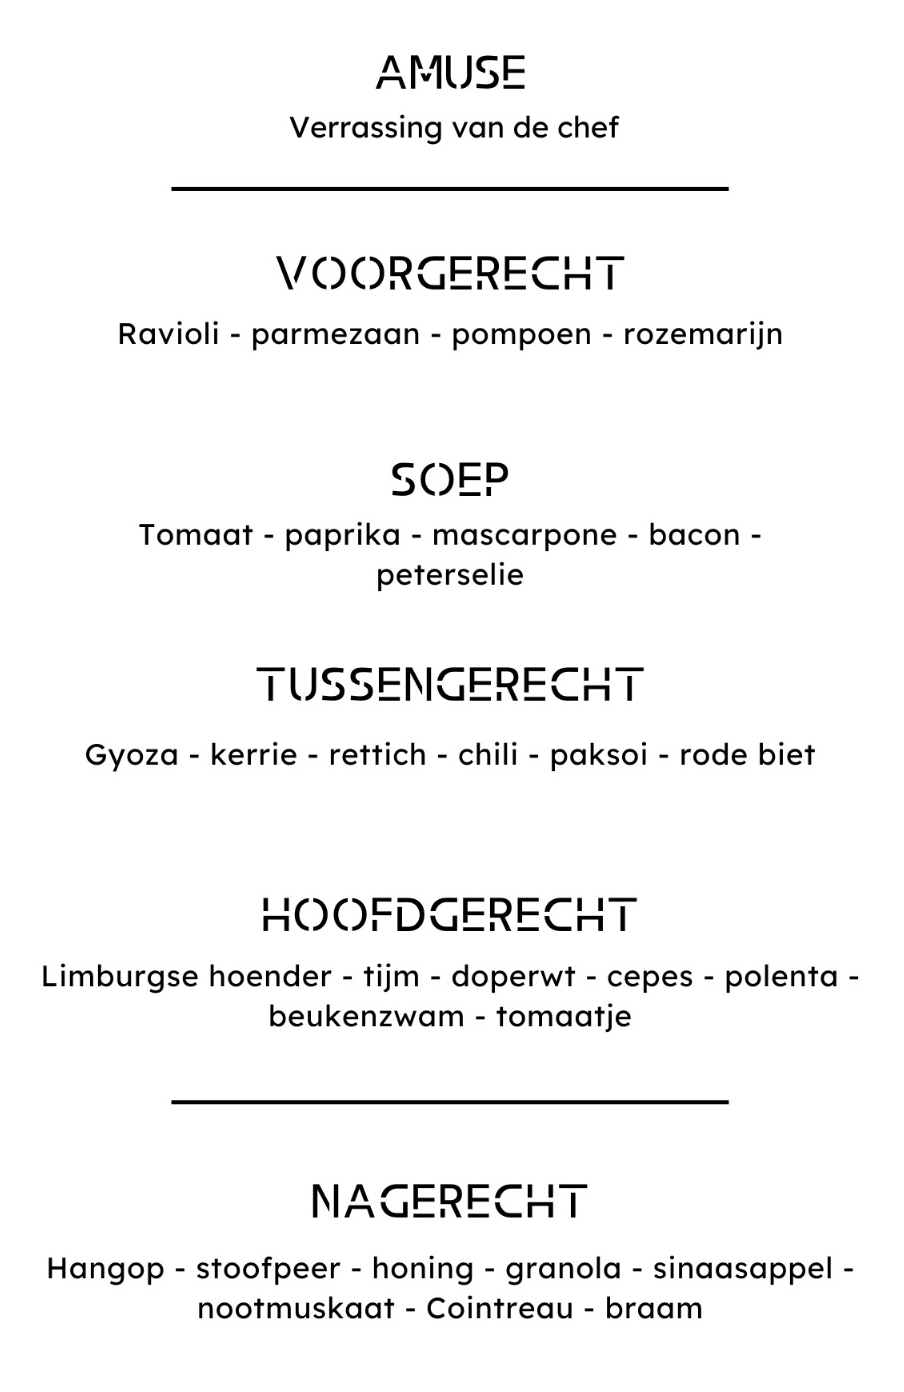 AMUSE
Verrassing van de chef
VOORGERECHT
Ravioli - parmezaan - pompoen - rozemarijn
SOEP
Tomaat - paprika - mascarpone - bacon -
peterselie
TUSSENGERECHT
Gyoza - kerrie - rettich - chili - paksoi - rode biet
HOOFDGERECHT
Limburgse hoender - tijm - doperwt - cepes - polenta -
beukenzwam - tomaatje
NAGERECHT
Hangop - stoofpeer - honing - granola - sinaasappel -
nootmuskaat - Cointreau - braam